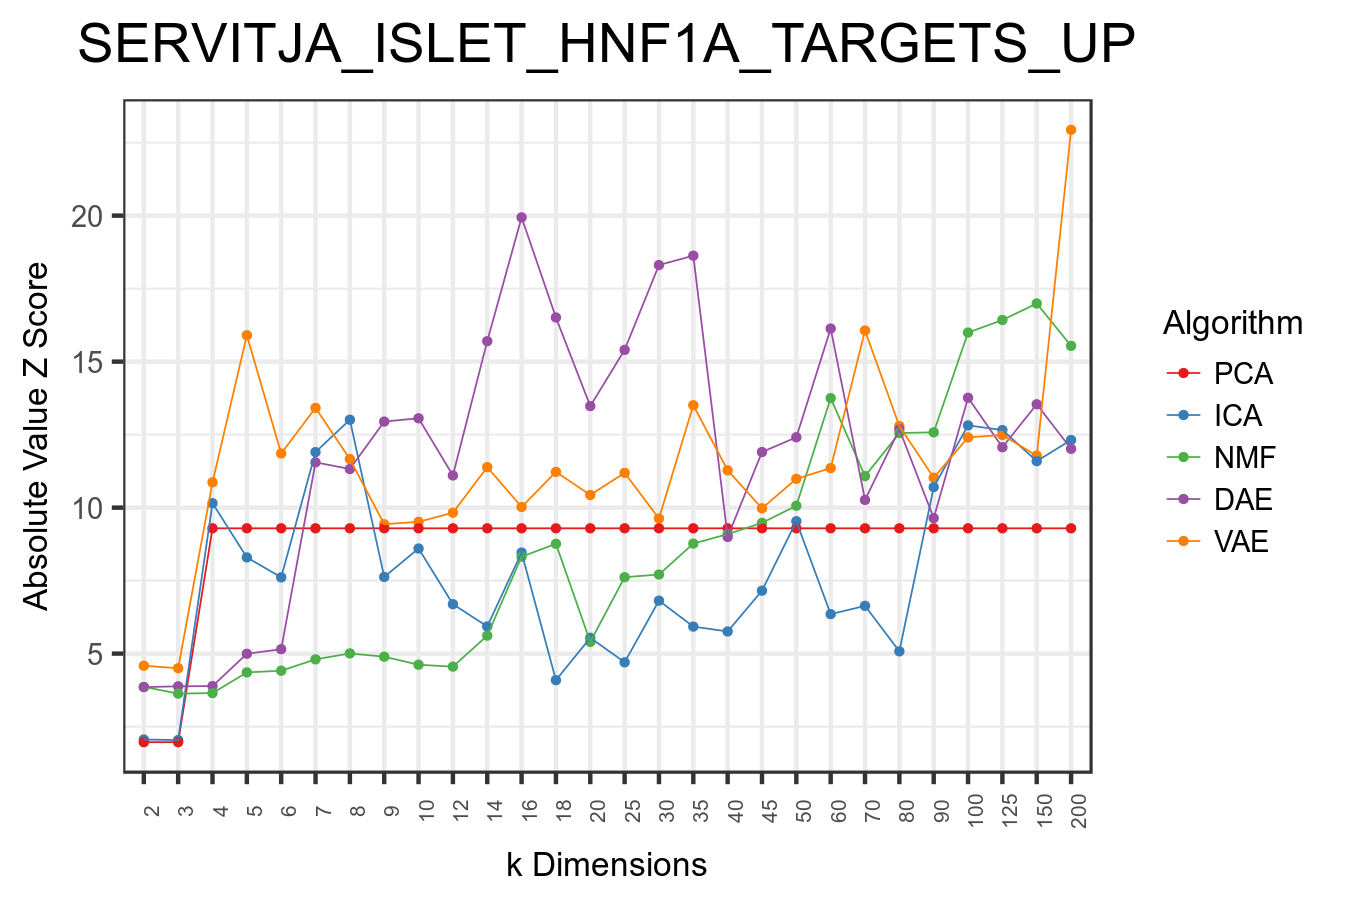 SERVITJA_ISLET_HNF1A_TARGETS_UP
Absolute Value Z Score
20
15
10
5
2 3 4 5 6 7 8 9 10 12 14 16 18 20 25 30 35 40 45 50 60 70 80 90 100 125 150 200
k Dimensions
Algorithm
PCA
ICA
NMF
DAE
VAE